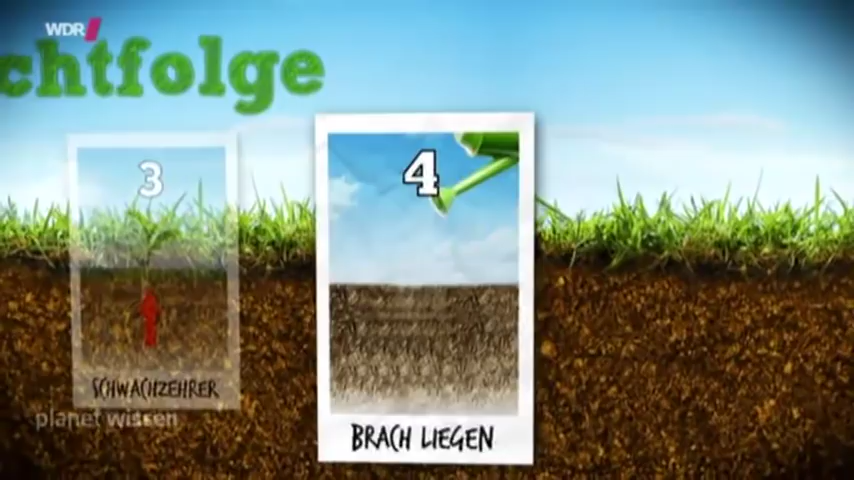 WDR
chtfolge
3
SCHWACHZEHRER
4
BRACH LIEGEN
planet wissen